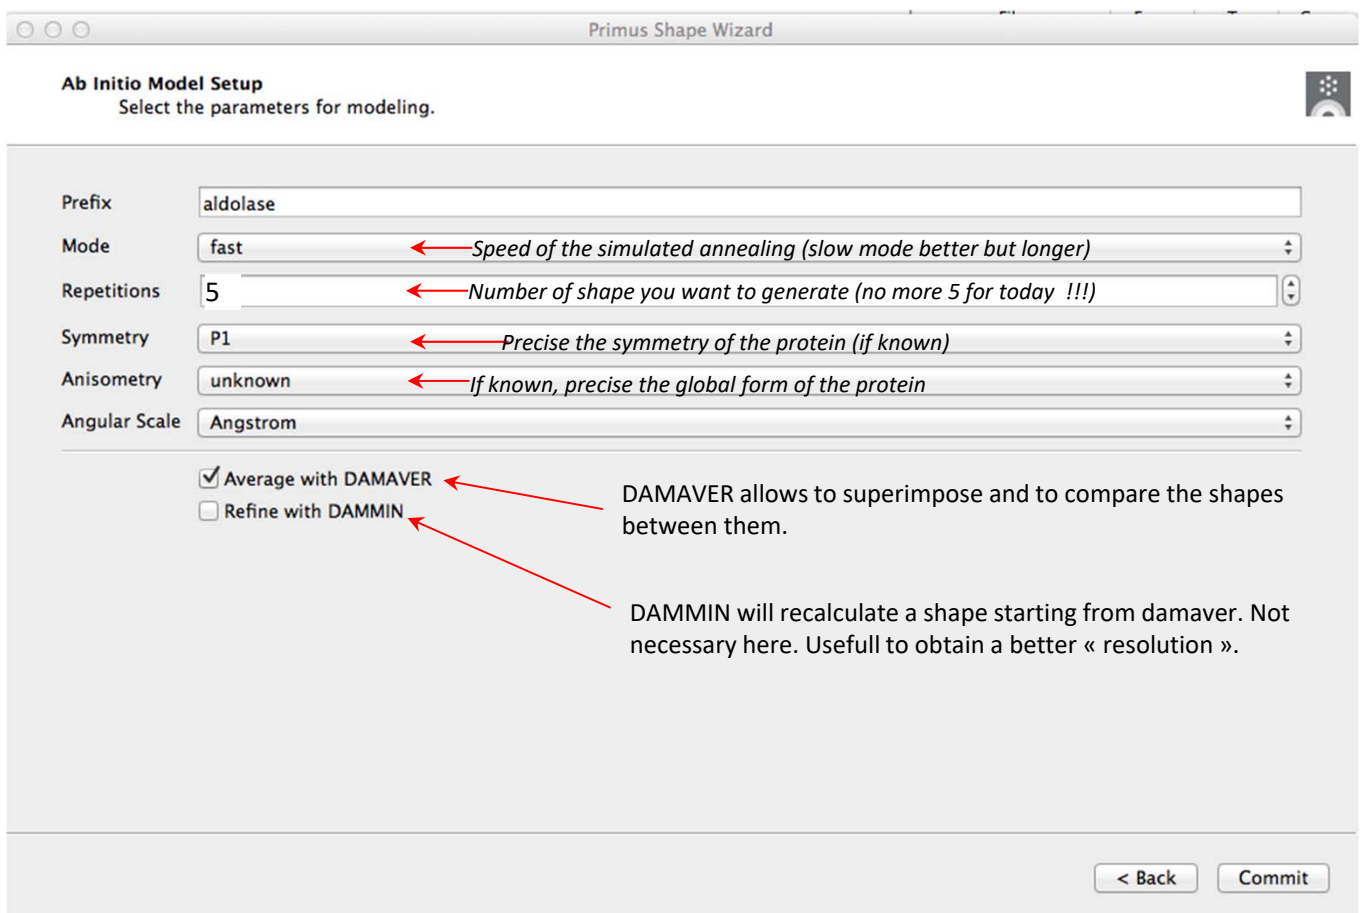 Primus Shape Wizard
Ab Initio Model Setup
Select the parameters for modeling.
Prefix aldolase
Mode fast Speed of the simulated annealing (slow mode better but longer)
Repetitions 5 Number of shape you want to generate (no more 5 for today !!!)
Symmetry P1 Precise the symmetry of the protein (if known)
Anisometry unknown If known, precise the global form of the protein
Angular Scale Angstrom
Average with DAMAVER
Refine with DAMMIN
DAMAVER allows to superimpose and to compare the shapes
between them.
DAMMIN will recalculate a shape starting from damaver. Not
necessary here. Usefull to obtain a better « resolution ».
< Back Commit